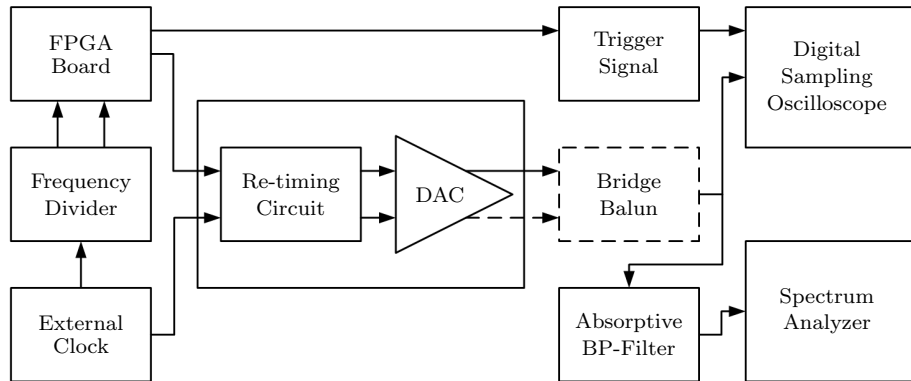 FPGA
Board
Trigger
Signal
Digital
Sampling
Oscilloscope
Frequency
Divider
Re-timing
Circuit
DAC
Bridge
Balun
External
Clock
Absorptive
BP-Filter
Spectrum
Analyzer